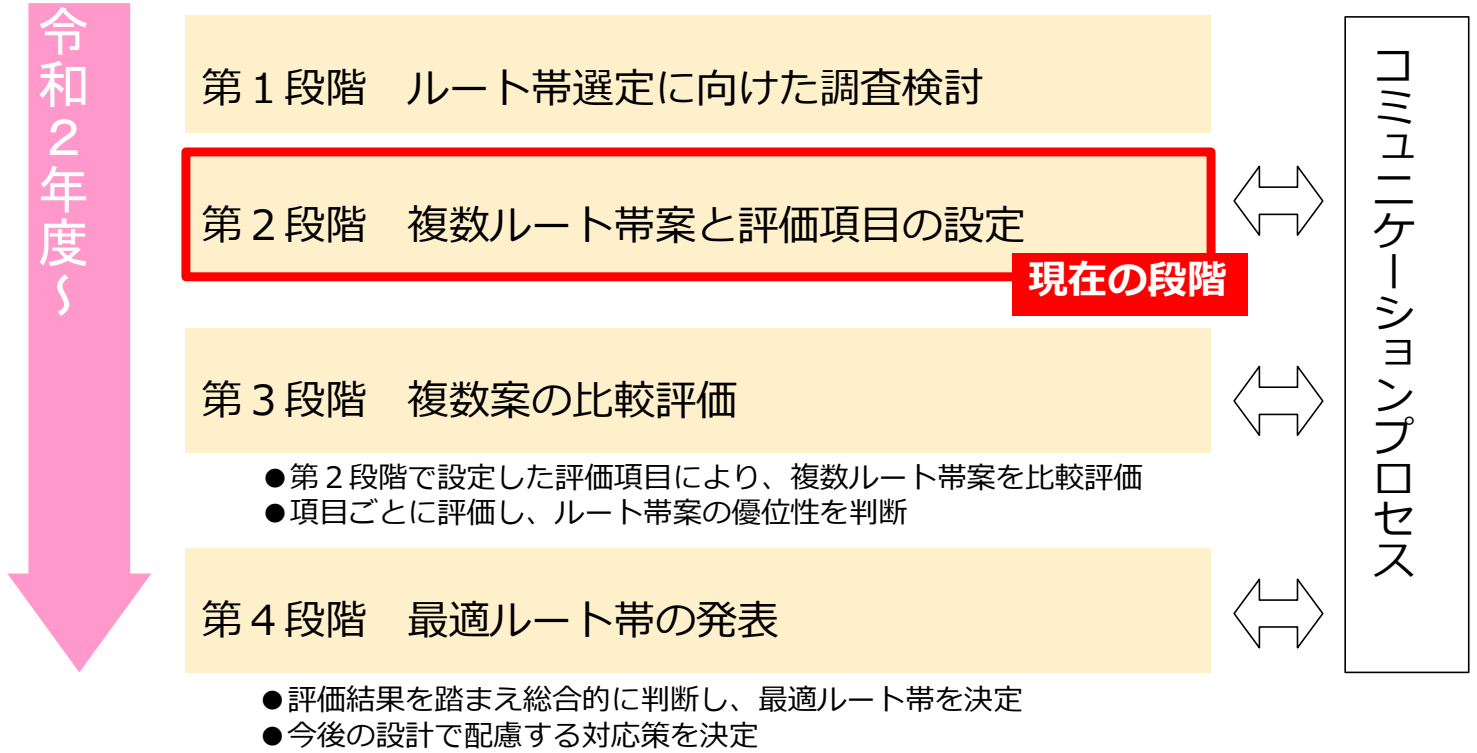 令和２年度～
第１段階　ルート帯選定に向けた調査検討
第２段階　複数ルート帯案と評価項目の設定
現在の段階
第３段階　複数案の比較評価
●第２段階で設定した評価項目により、複数ルート帯案を比較評価
●項目ごとに評価し、ルート帯案の優位性を判断
第４段階　最適ルート帯の発表
●評価結果を踏まえ総合的に判断し、最適ルート帯を決定
●今後の設計で配慮する対応策を決定
コミュニケーションプロセス